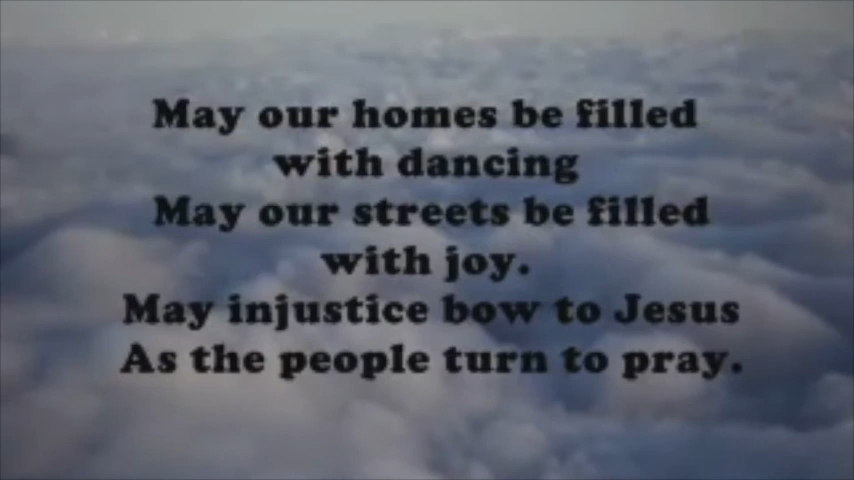 May our homes be filled
with dancing
May our streets be filled
with joy.
May injustice bow to Jesus
As the people turn to pray.